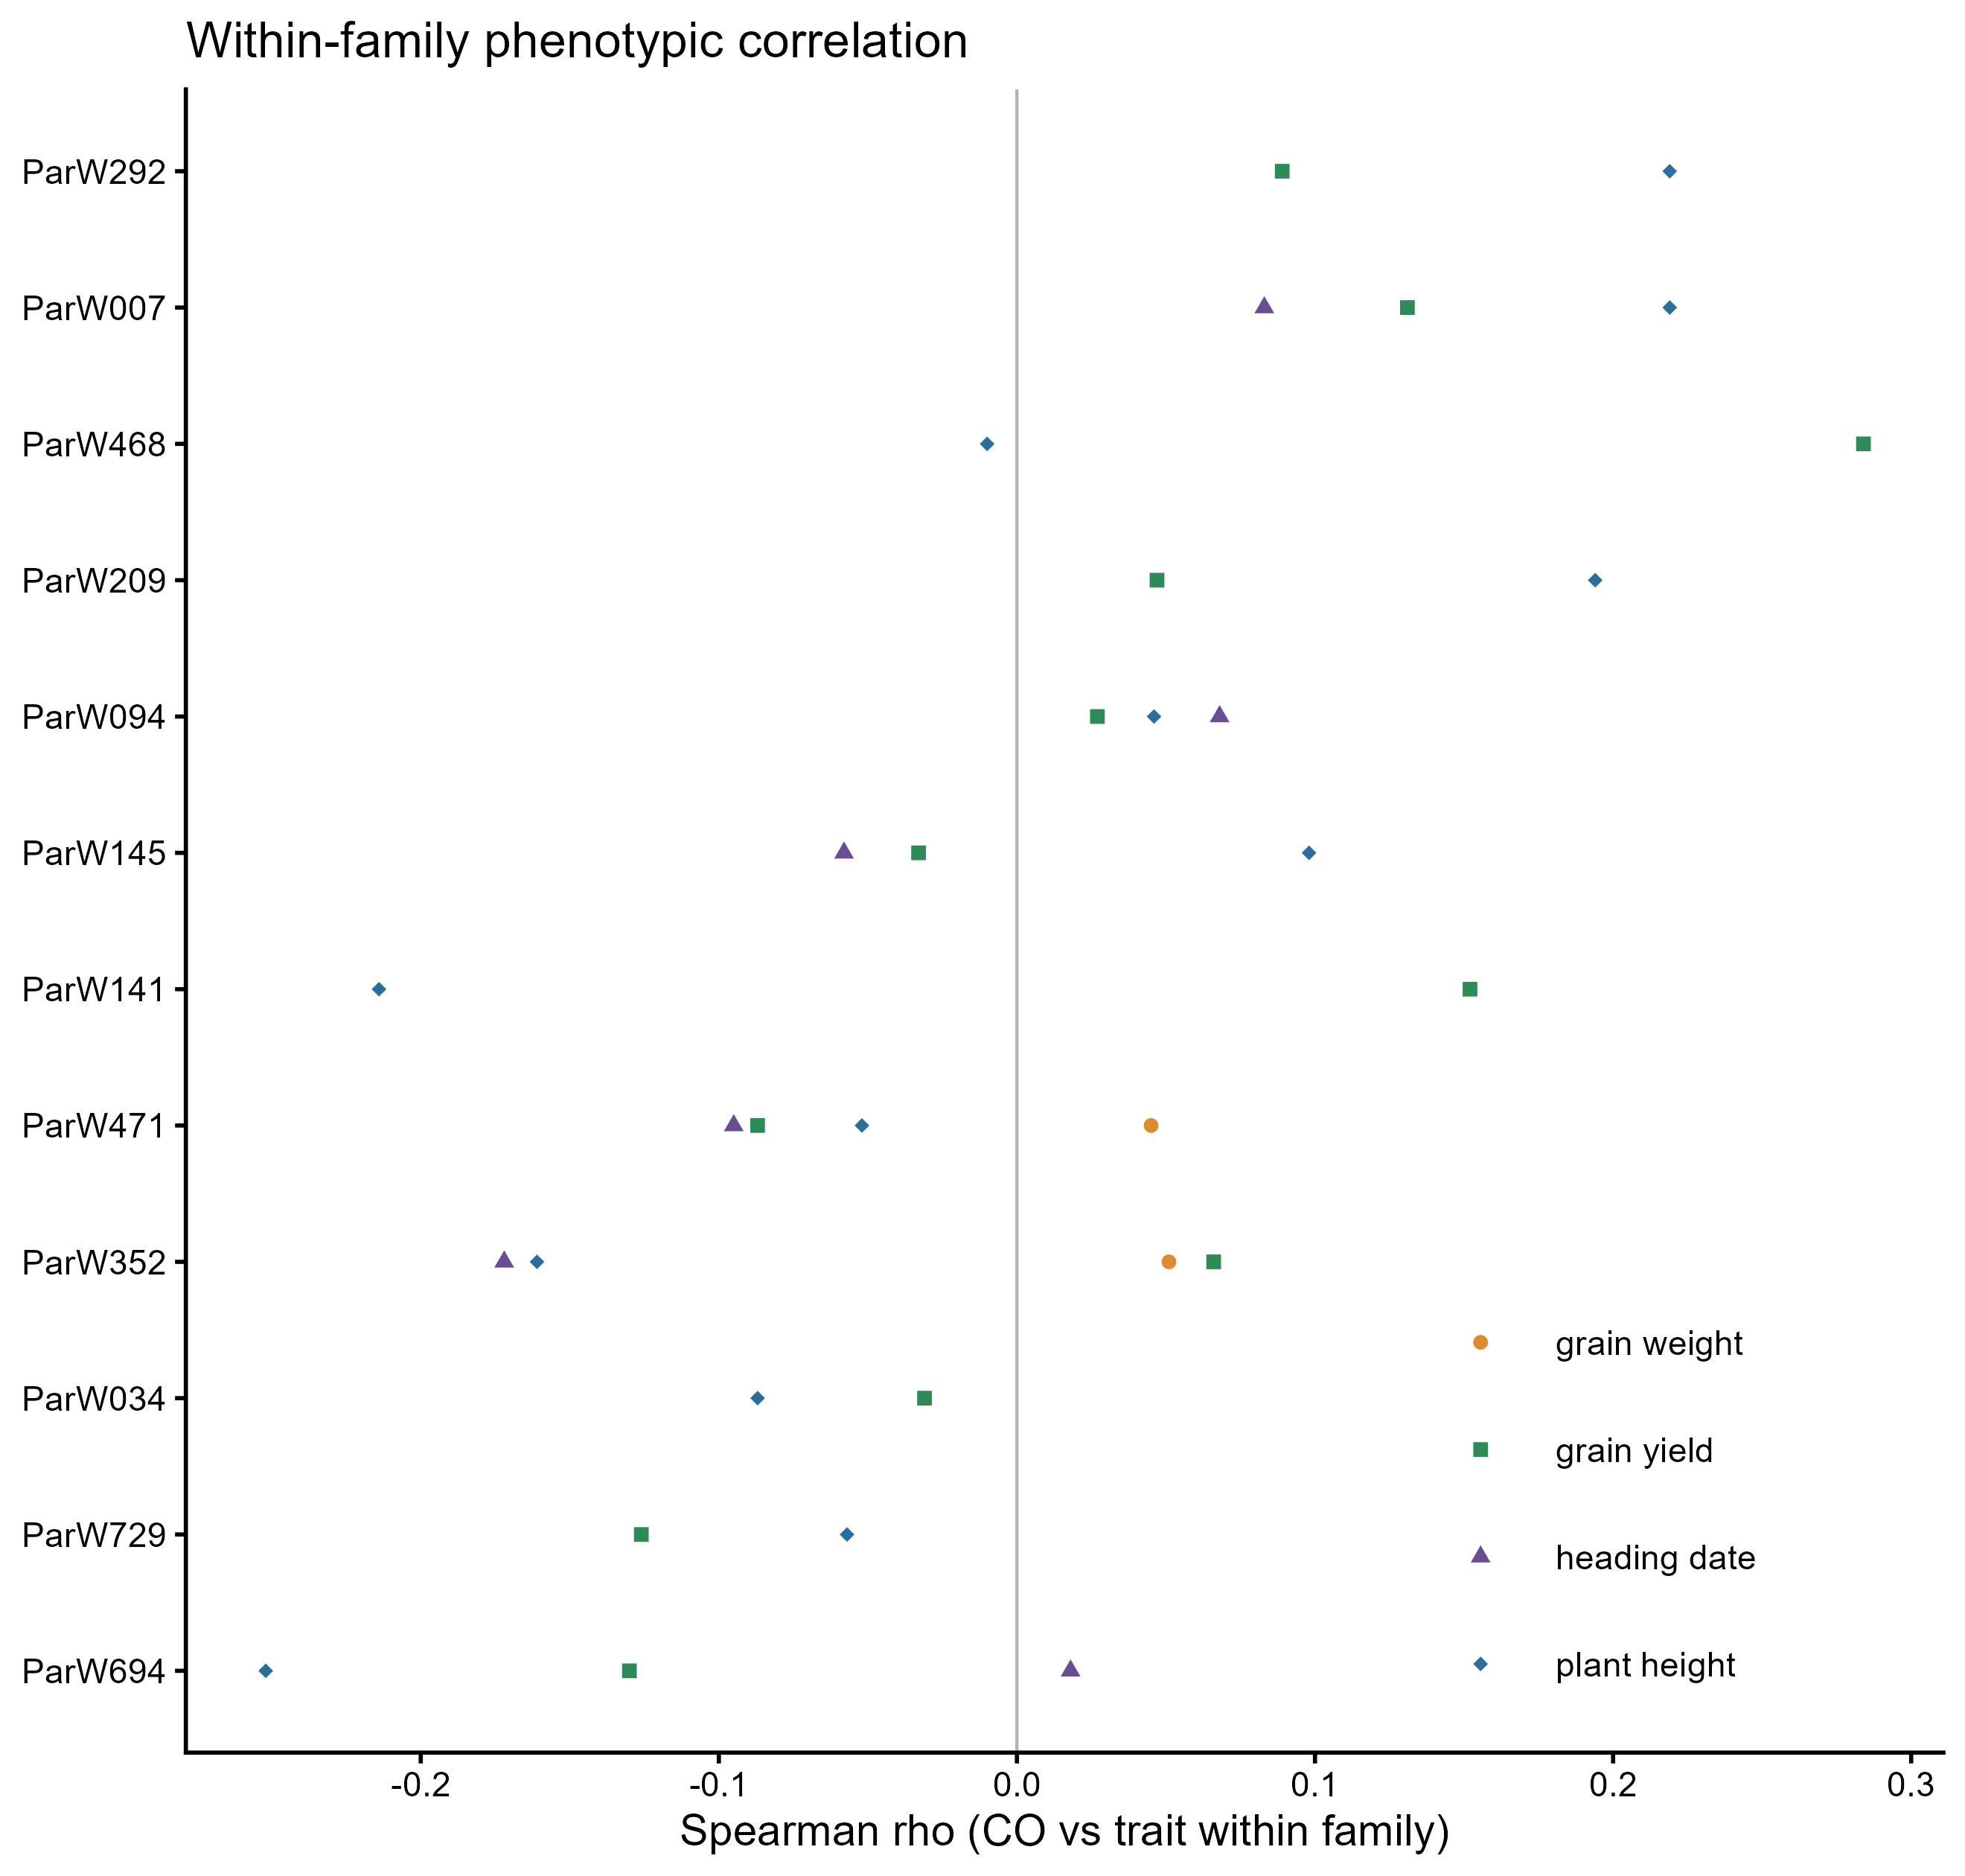 Within-family phenotypic correlation
ParW292
ParW007
ParW468
ParW209
ParW094
ParW145
ParW141
ParW471
ParW352
ParW034
ParW729
ParW694
grain weight
grain yield
heading date
plant height
-0.2 -0.1 0.0 0.1 0.2 0.3
Spearman rho (CO vs trait within family)